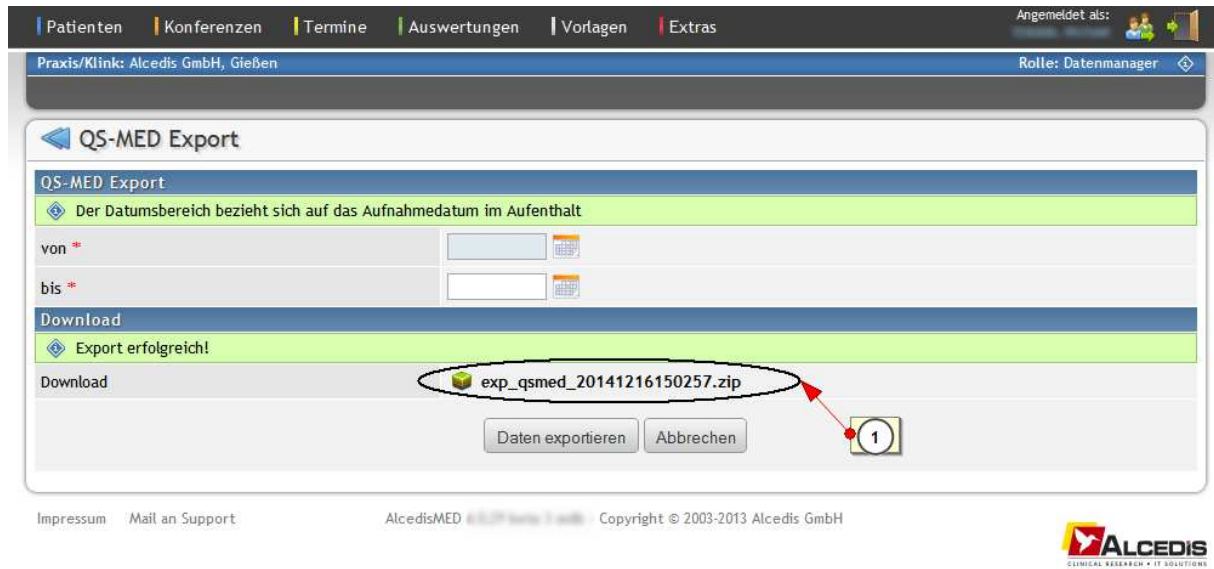 Patienten Konferenzen Termine Auswertungen Vorlagen Extras Angemeldet als:
Praxis/Klink: Alcedis GmbH, Gießen Rolle: Datenmanager
QS-MED Export
QS-MED Export
Der Datumsbereich bezieht sich auf das Aufnahmedatum im Aufenthalt
von *
bis *
Download
Export erfolgreich!
Download exp_qsmed_20141216150257.zip
Daten exportieren Abbrechen 1
Impressum Mail an Support AlcedisMED Copyright © 2003-2013 Alcedis GmbH
ALCEDIS
CLINICAL RESEARCH • IT SOLUTIONS